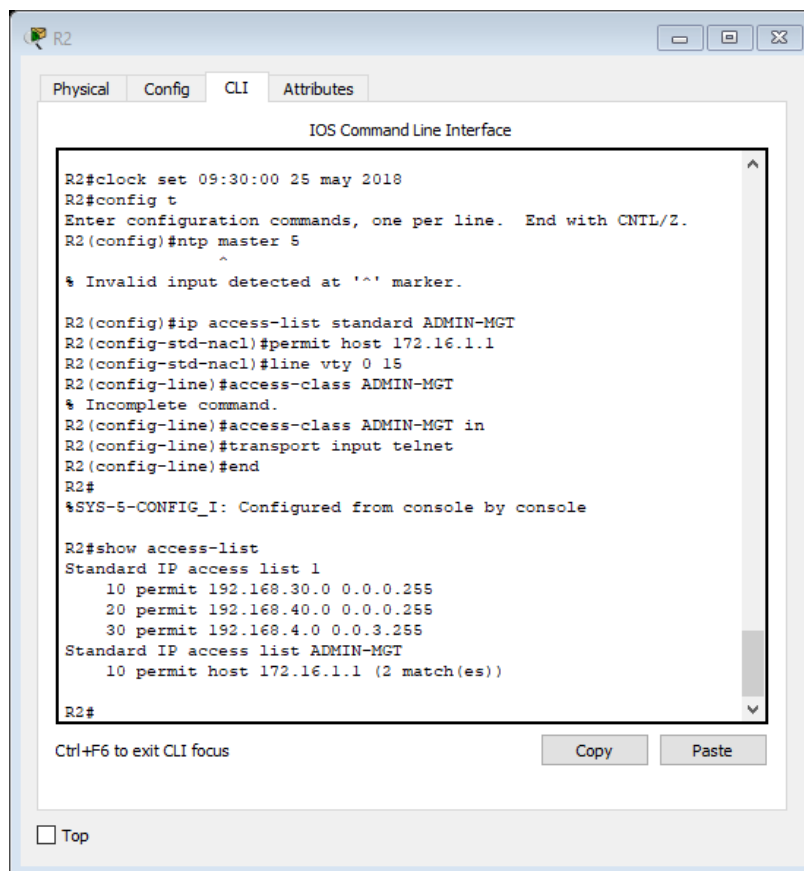 R2
Physical Config CLI Attributes
IOS Command Line Interface
R2#clock set 09:30:00 25 may 2018
R2#config t
Enter configuration commands, one per line.  End with CNTL/Z.
R2(config)#ntp master 5
               ^
% Invalid input detected at '^' marker.
R2(config)#ip access-list standard ADMIN-MGT
R2(config-std-nacl)#permit host 172.16.1.1
R2(config-std-nacl)#line vty 0 15
R2(config-line)#access-class ADMIN-MGT
% Incomplete command.
R2(config-line)#access-class ADMIN-MGT in
R2(config-line)#transport input telnet
R2(config-line)#end
R2#
%SYS-5-CONFIG_I: Configured from console by console
R2#show access-list
Standard IP access list 1
    10 permit 192.168.30.0 0.0.0.255
    20 permit 192.168.40.0 0.0.0.255
    30 permit 192.168.4.0 0.0.3.255
Standard IP access list ADMIN-MGT
    10 permit host 172.16.1.1 (2 match(es))
R2#
Ctrl+F6 to exit CLI focus Copy Paste
Top